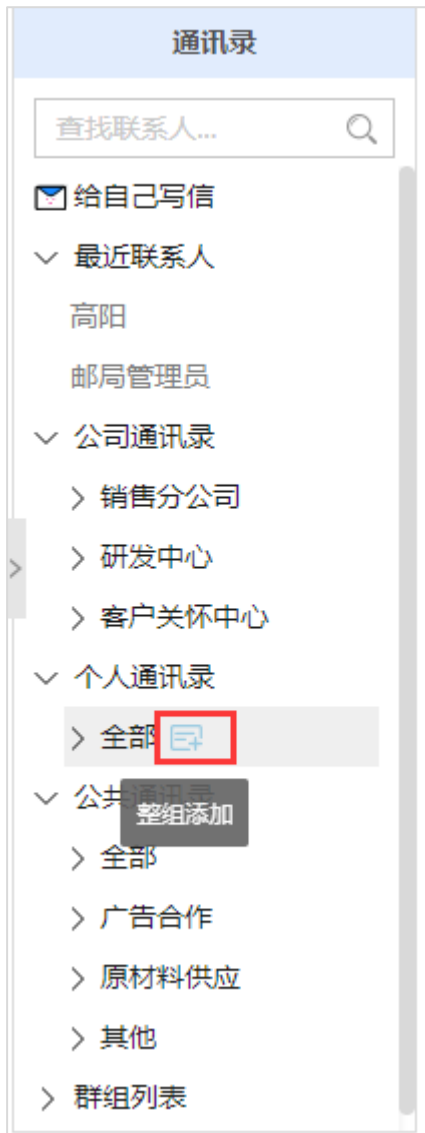 通讯录
查找联系人...
给自己写信
最近联系人
高阳
邮局管理员
公司通讯录
销售分公司
研发中心
客户关怀中心
个人通讯录
全部
公共通讯录
整组添加
全部
广告合作
原材料供应
其他
群组列表